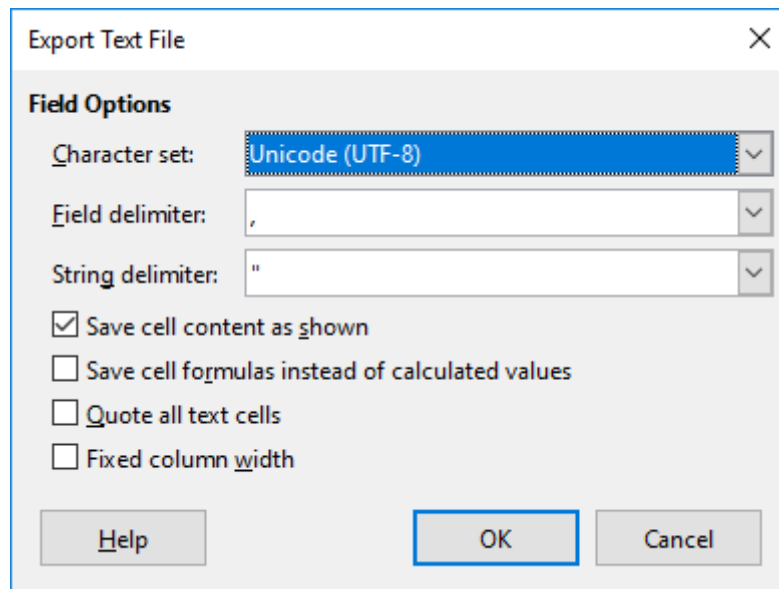 Export Text File
Field Options
Character set: Unicode (UTF-8)
Field delimiter: ,
String delimiter: "
Save cell content as shown
Save cell formulas instead of calculated values
Quote all text cells
Fixed column width
Help OK Cancel